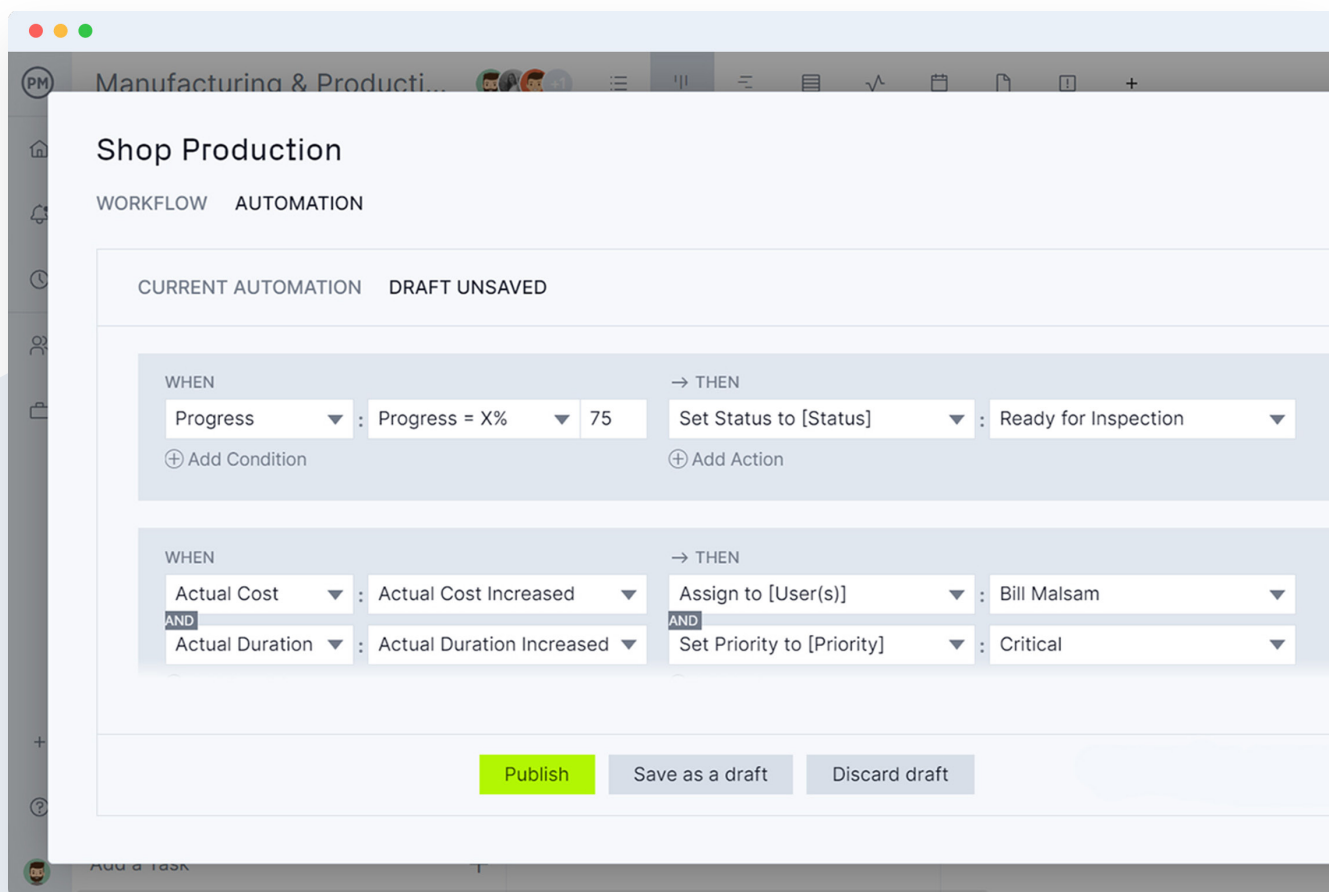 PM
Manufacturing & Producti...
+1
Shop Production
WORKFLOW AUTOMATION
CURRENT AUTOMATION DRAFT UNSAVED
WHEN → THEN
Progress : Progress = X% 75 Set Status to [Status] : Ready for Inspection
Add Condition Add Action
WHEN → THEN
Actual Cost : Actual Cost Increased Assign to [User(s)] : Bill Malsam
AND AND
Actual Duration : Actual Duration Increased Set Priority to [Priority] : Critical
Publish Save as a draft Discard draft
Add a Task